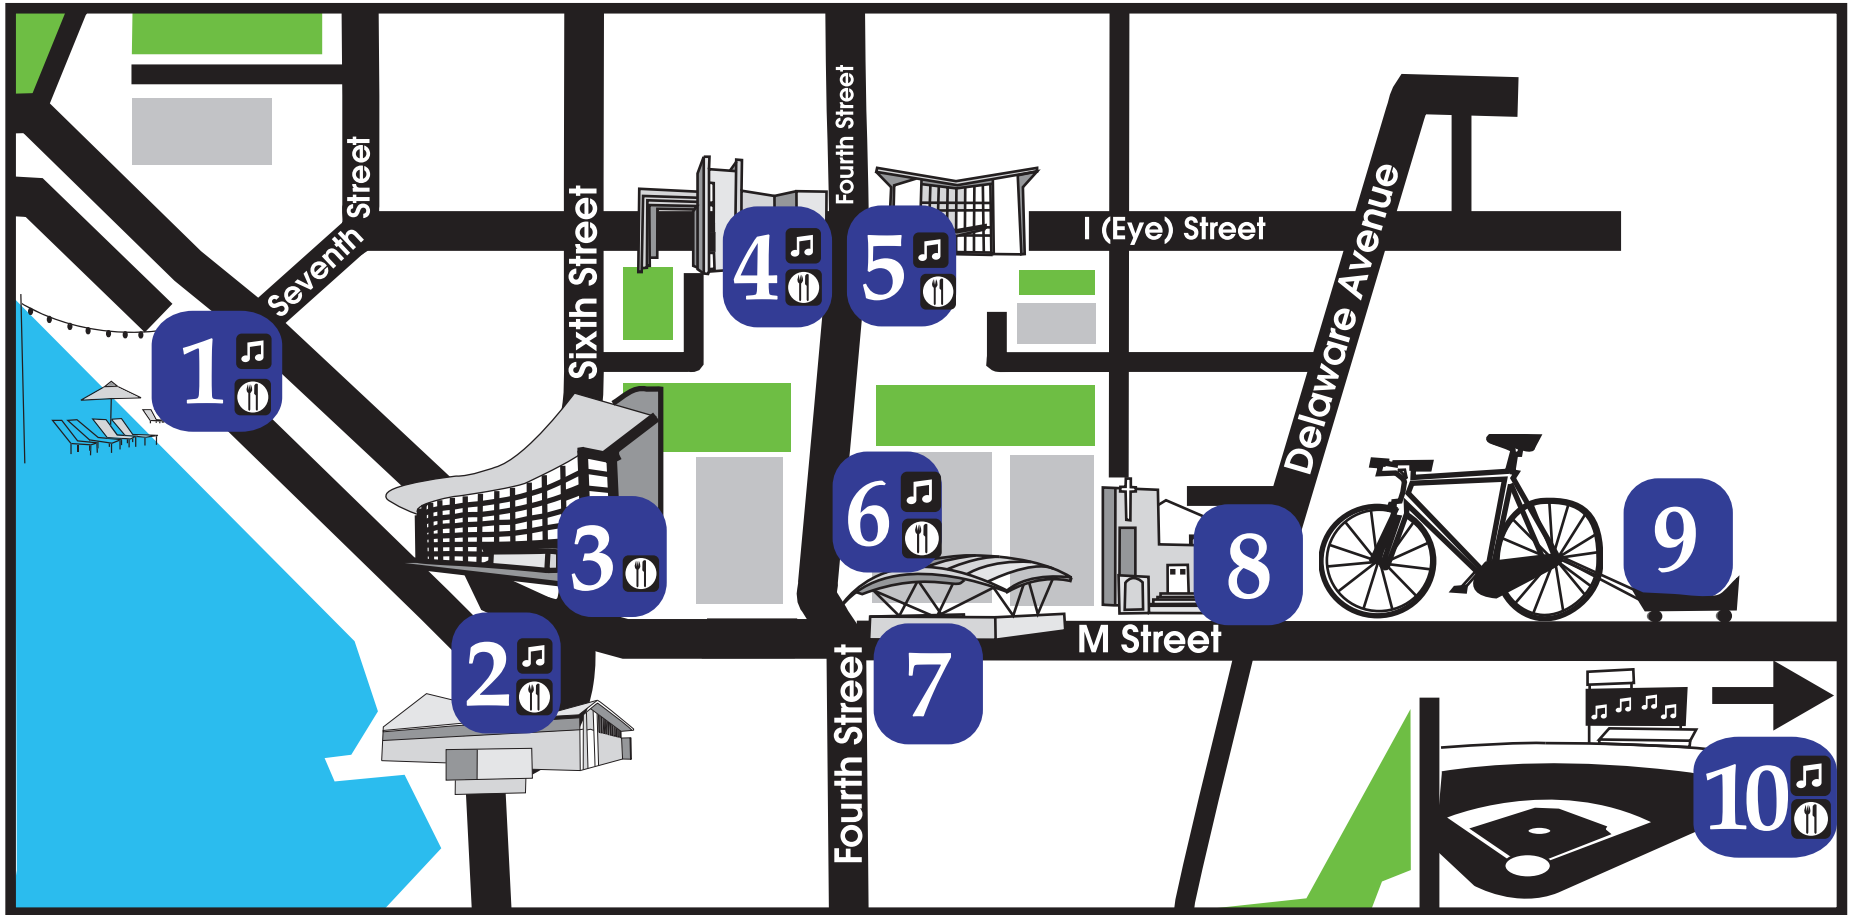 Fourth Street
Seventh Street
Sixth Street
I (Eye) Street
Delaware Avenue
4
5
1
3
6
8
9
2
7
M Street
Fourth Street
10